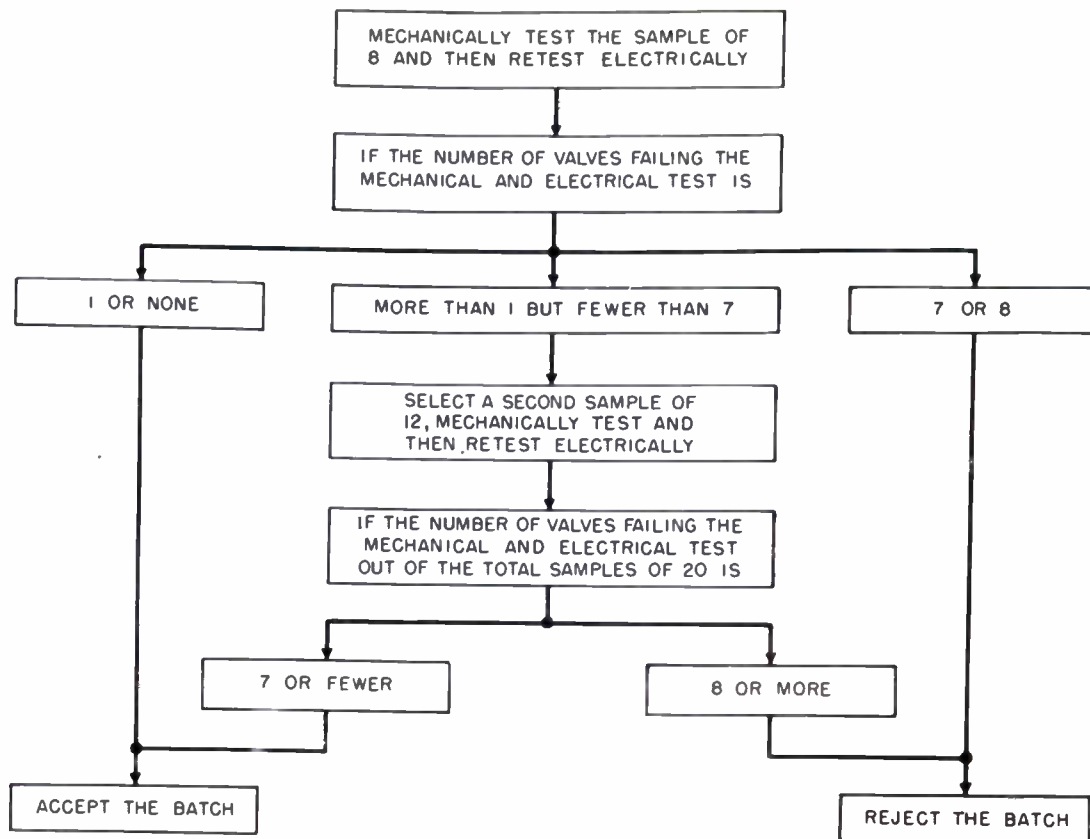 MECHANICALLY TEST THE SAMPLE OF
8 AND THEN RETEST ELECTRICALLY
IF THE NUMBER OF VALVES FAILING THE
MECHANICAL AND ELECTRICAL TEST IS
1 OR NONE
MORE THAN 1 BUT FEWER THAN 7
7 OR 8
SELECT A SECOND SAMPLE OF
12, MECHANICALLY TEST AND
THEN RETEST ELECTRICALLY
IF THE NUMBER OF VALVES FAILING THE
MECHANICAL AND ELECTRICAL TEST
OUT OF THE TOTAL SAMPLES OF 20 IS
7 OR FEWER
8 OR MORE
ACCEPT THE BATCH
REJECT THE BATCH